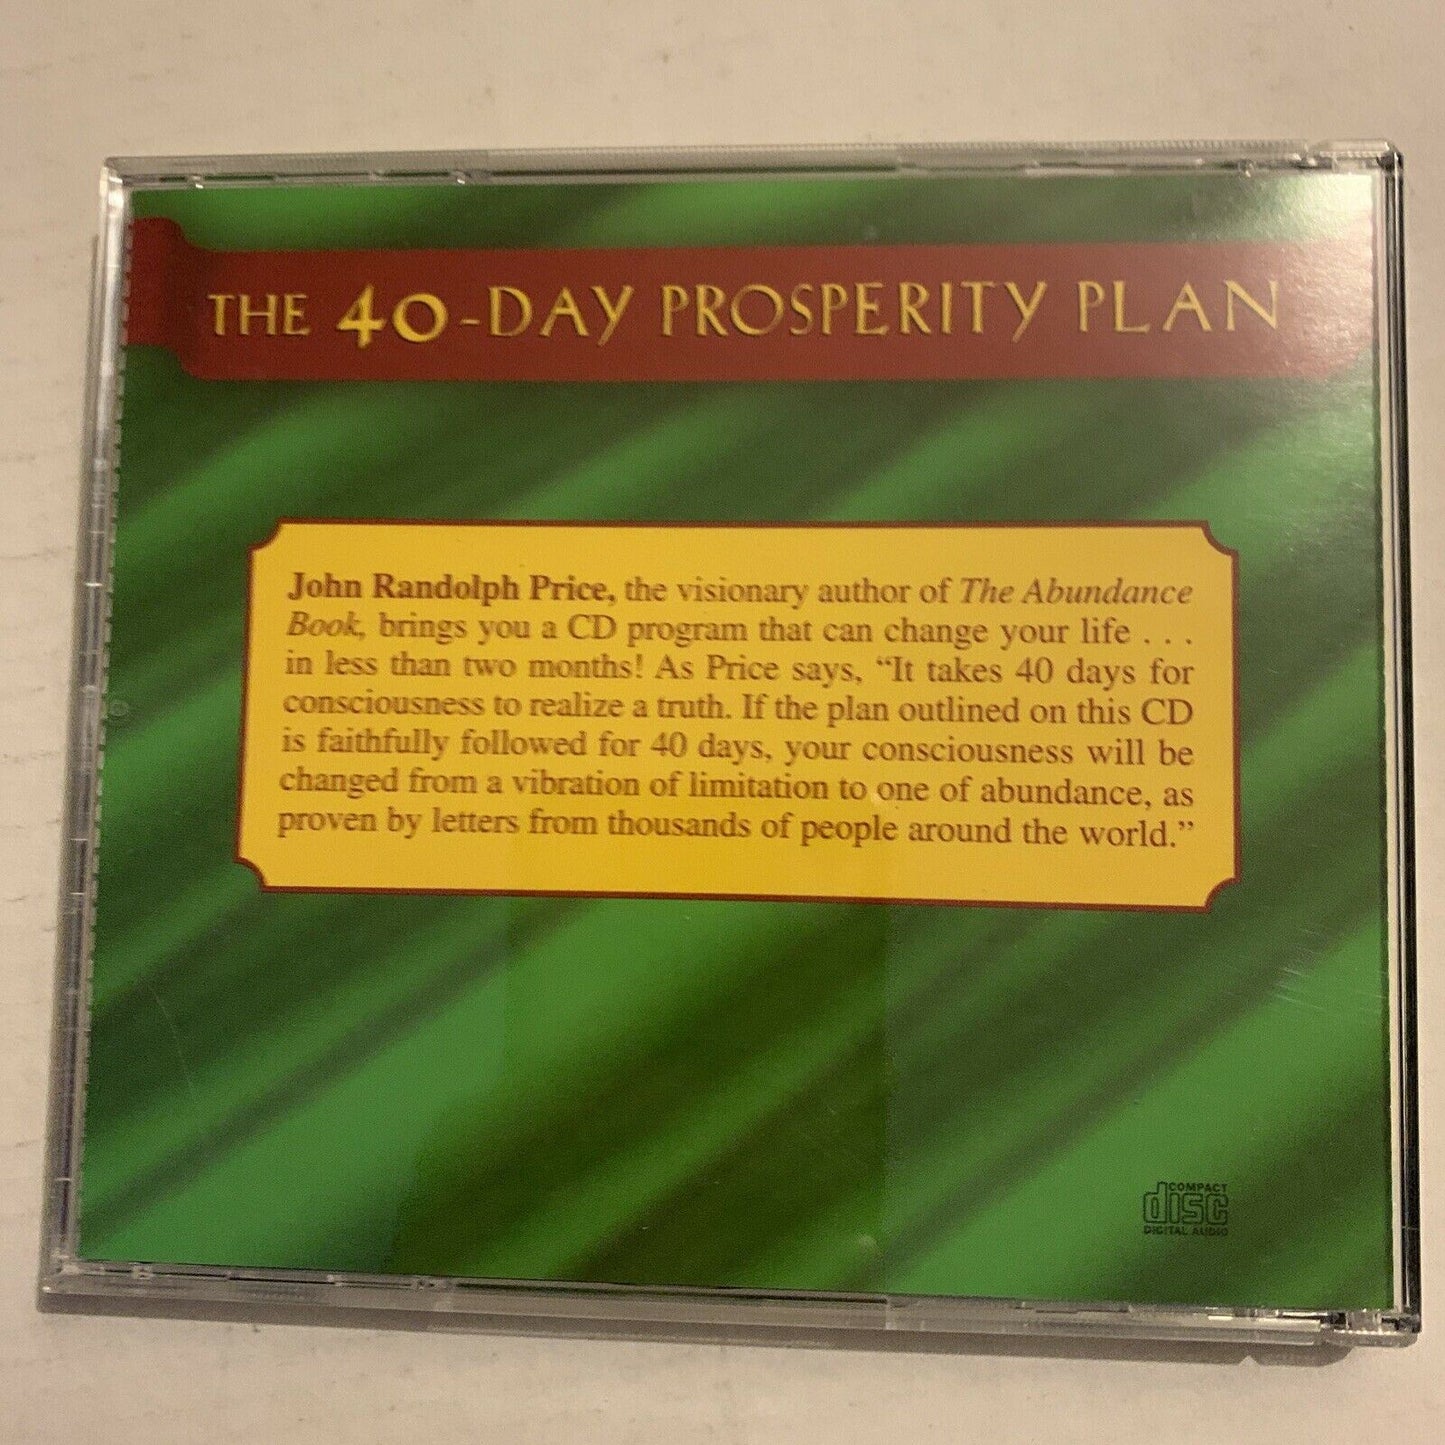 THE 40-DAY PROSPERITY PLAN
John Randolph Price, the visionary author of The Abundance
Book, brings you a CD program that can change your life . . .
in less than two months! As Price says, “It takes 40 days for
consciousness to realize a truth. If the plan outlined on this CD
is faithfully followed for 40 days, your consciousness will be
changed from a vibration of limitation to one of abundance, as
proven by letters from thousands of people around the world.”
COMPACT
disc
DIGITAL AUDIO